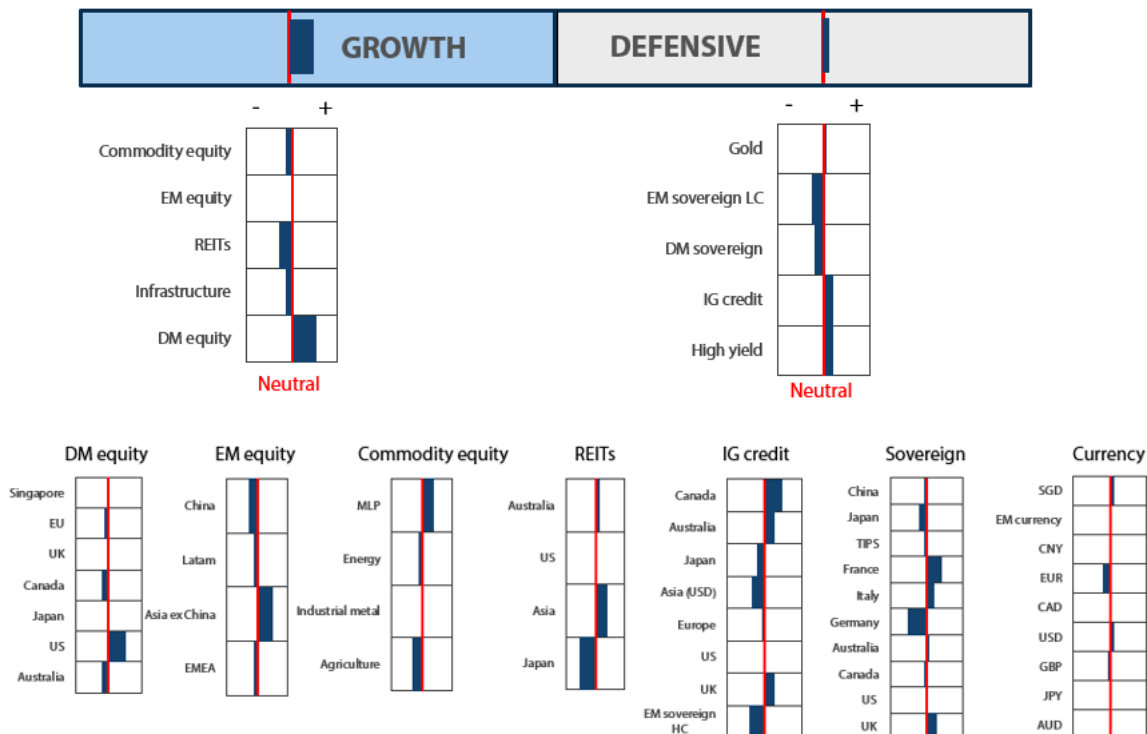 GROWTH
DEFENSIVE
- +
- +
Commodity equity
EM equity
REITs
Infrastructure
DM equity
Neutral
Gold
EM sovereign LC
DM sovereign
IG credit
High yield
Neutral
DM equity
Singapore
EU
UK
Canada
Japan
US
Australia
EM equity
China
Latam
Asia ex China
EMEA
Commodity equity
MLP
Energy
Industrial metal
Agriculture
REITs
Australia
US
Asia
Japan
IG credit
Canada
Australia
Japan
Asia (USD)
Europe
US
UK
EM sovereign
HC
Sovereign
China
Japan
TIPS
France
Italy
Germany
Australia
Canada
US
UK
Currency
SGD
EM currency
CNY
EUR
CAD
USD
GBP
JPY
AUD